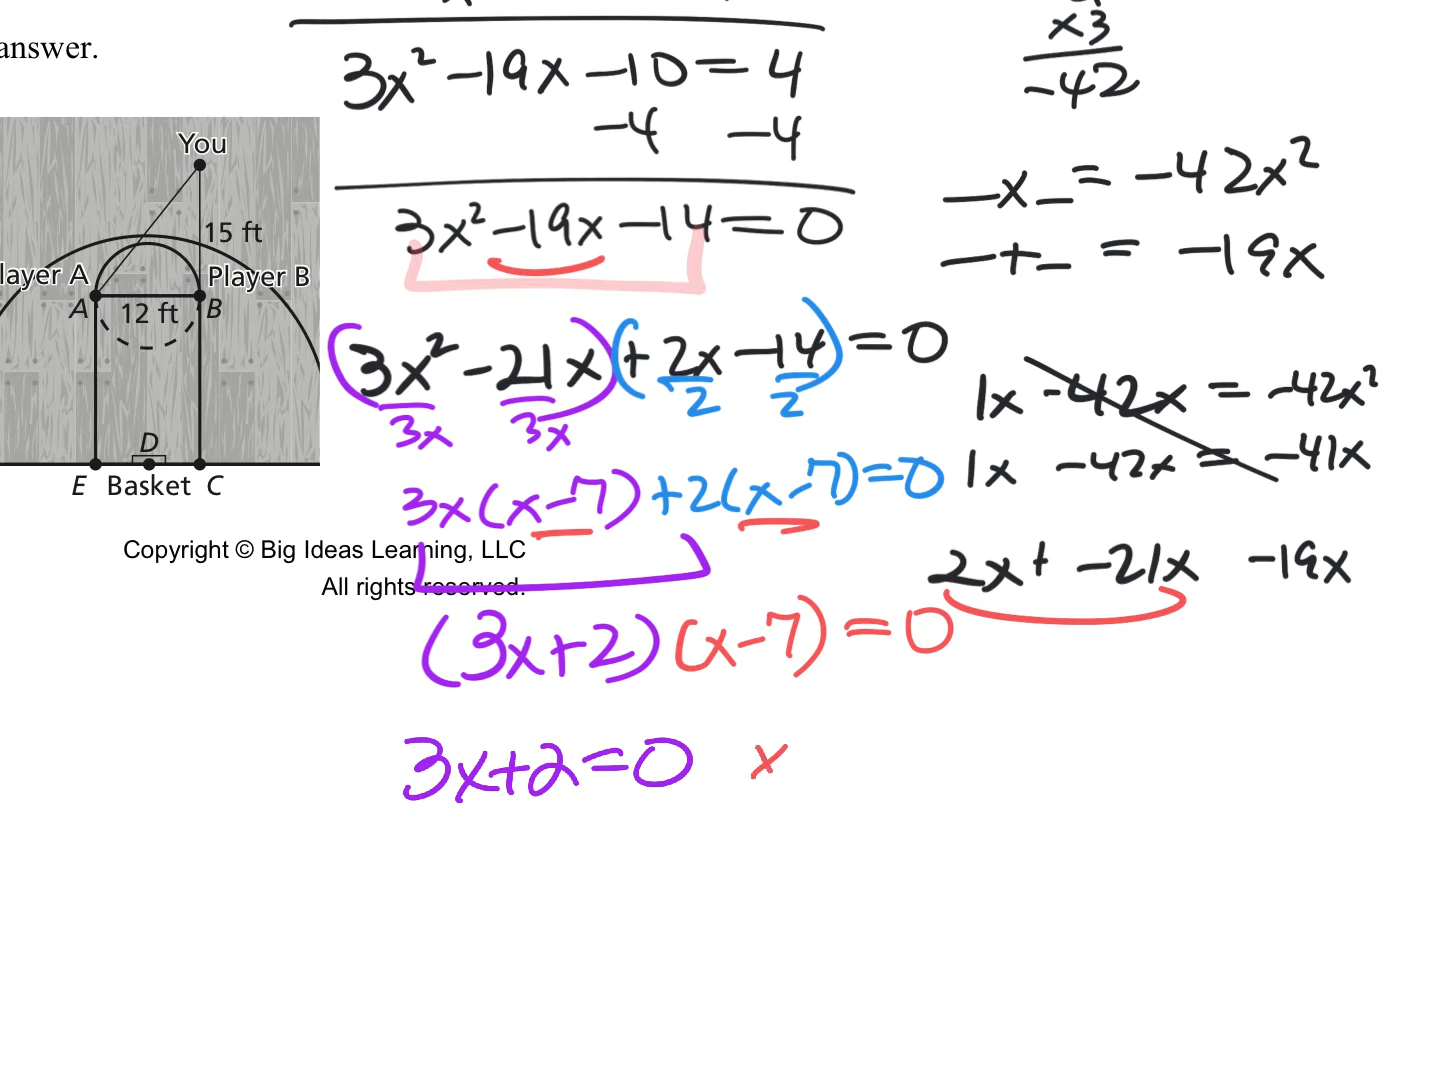 answer.
3x² -19x -10 = 4
-4 -4
3x² -19x -14 = 0
(3x² - 21x)(+ 2x - 14) = 0
3x 3x 2 2
3x(x-7) +2(x-7)=0
(3x+2)(x-7)=0
3x+2=0 x
x3
-42
_x_ = -42x²
_+_ = -19x
1x -42x = -42x²
1x -42x = -41x
2x + -21x -19x
You
15 ft
layer A Player B
A 12 ft B
D
E Basket C
Copyright © Big Ideas Learning, LLC
All rights reserved.